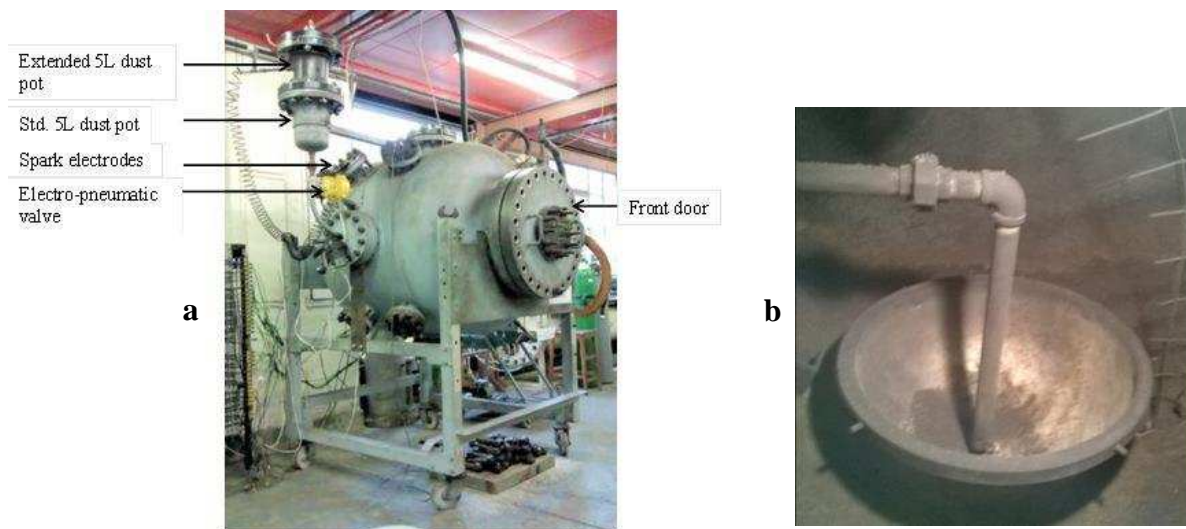 Extended 5L dust
pot
Std. 5L dust pot
Spark electrodes
Electro-pneumatic
valve
Front door
a
b